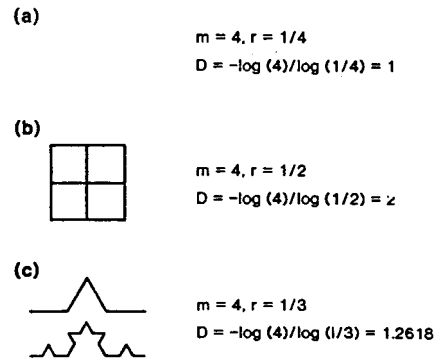 (a)
m = 4, r = 1/4
D = -log (4)/log (1/4) = 1
(b)
m = 4, r = 1/2
D = -log (4)/log (1/2) = 2
(c)
m = 4, r = 1/3
D = -log (4)/log (l/3) = 1.2618